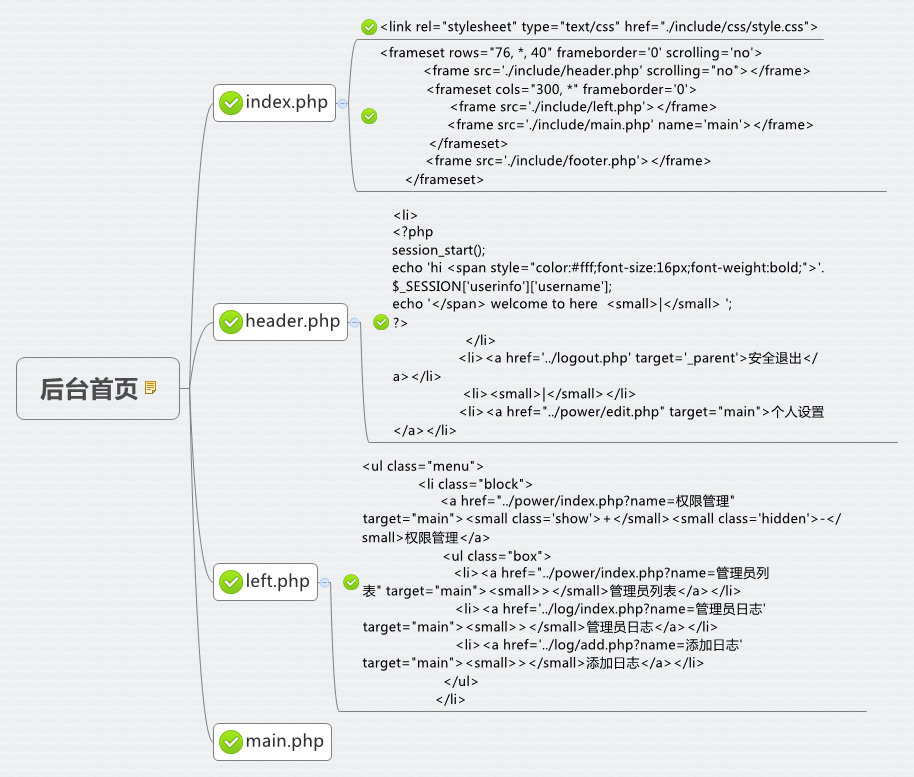 <link rel="stylesheet" type="text/css" href="./include/css/style.css">
index.php
<frameset rows="76, *, 40" frameborder='0' scrolling='no'>
<frame src='./include/header.php' scrolling="no"></frame>
<frameset cols="300, *" frameborder='0'>
<frame src='./include/left.php'></frame>
<frame src='./include/main.php' name='main'></frame>
</frameset>
<frame src='./include/footer.php'></frame>
</frameset>
header.php
<li>
<?php
session_start();
echo 'hi <span style="color:#fff;font-size:16px;font-weight:bold;">'.
$_SESSION['userinfo']['username'];
echo '</span> welcome to here  <small>|</small> ';
?>
</li>
<li><a href='../logout.php' target='_parent'>安全退出</
a></li>
<li><small>|</small></li>
<li><a href="../power/edit.php" target="main">个人设置
</a></li>
后台首页
left.php
<ul class="menu">
<li class="block">
<a href="../power/index.php?name=权限管理"
target="main"><small class='show'>+</small><small class='hidden'>-</
small>权限管理</a>
<ul class="box">
<li><a href="../power/index.php?name=管理员列
表" target="main"><small>></small>管理员列表</a></li>
<li><a href='../log/index.php?name=管理员日志'
target="main"><small>></small>管理员日志</a></li>
<li><a href='../log/add.php?name=添加日志'
target="main"><small>></small>添加日志</a></li>
</ul>
</li>
main.php